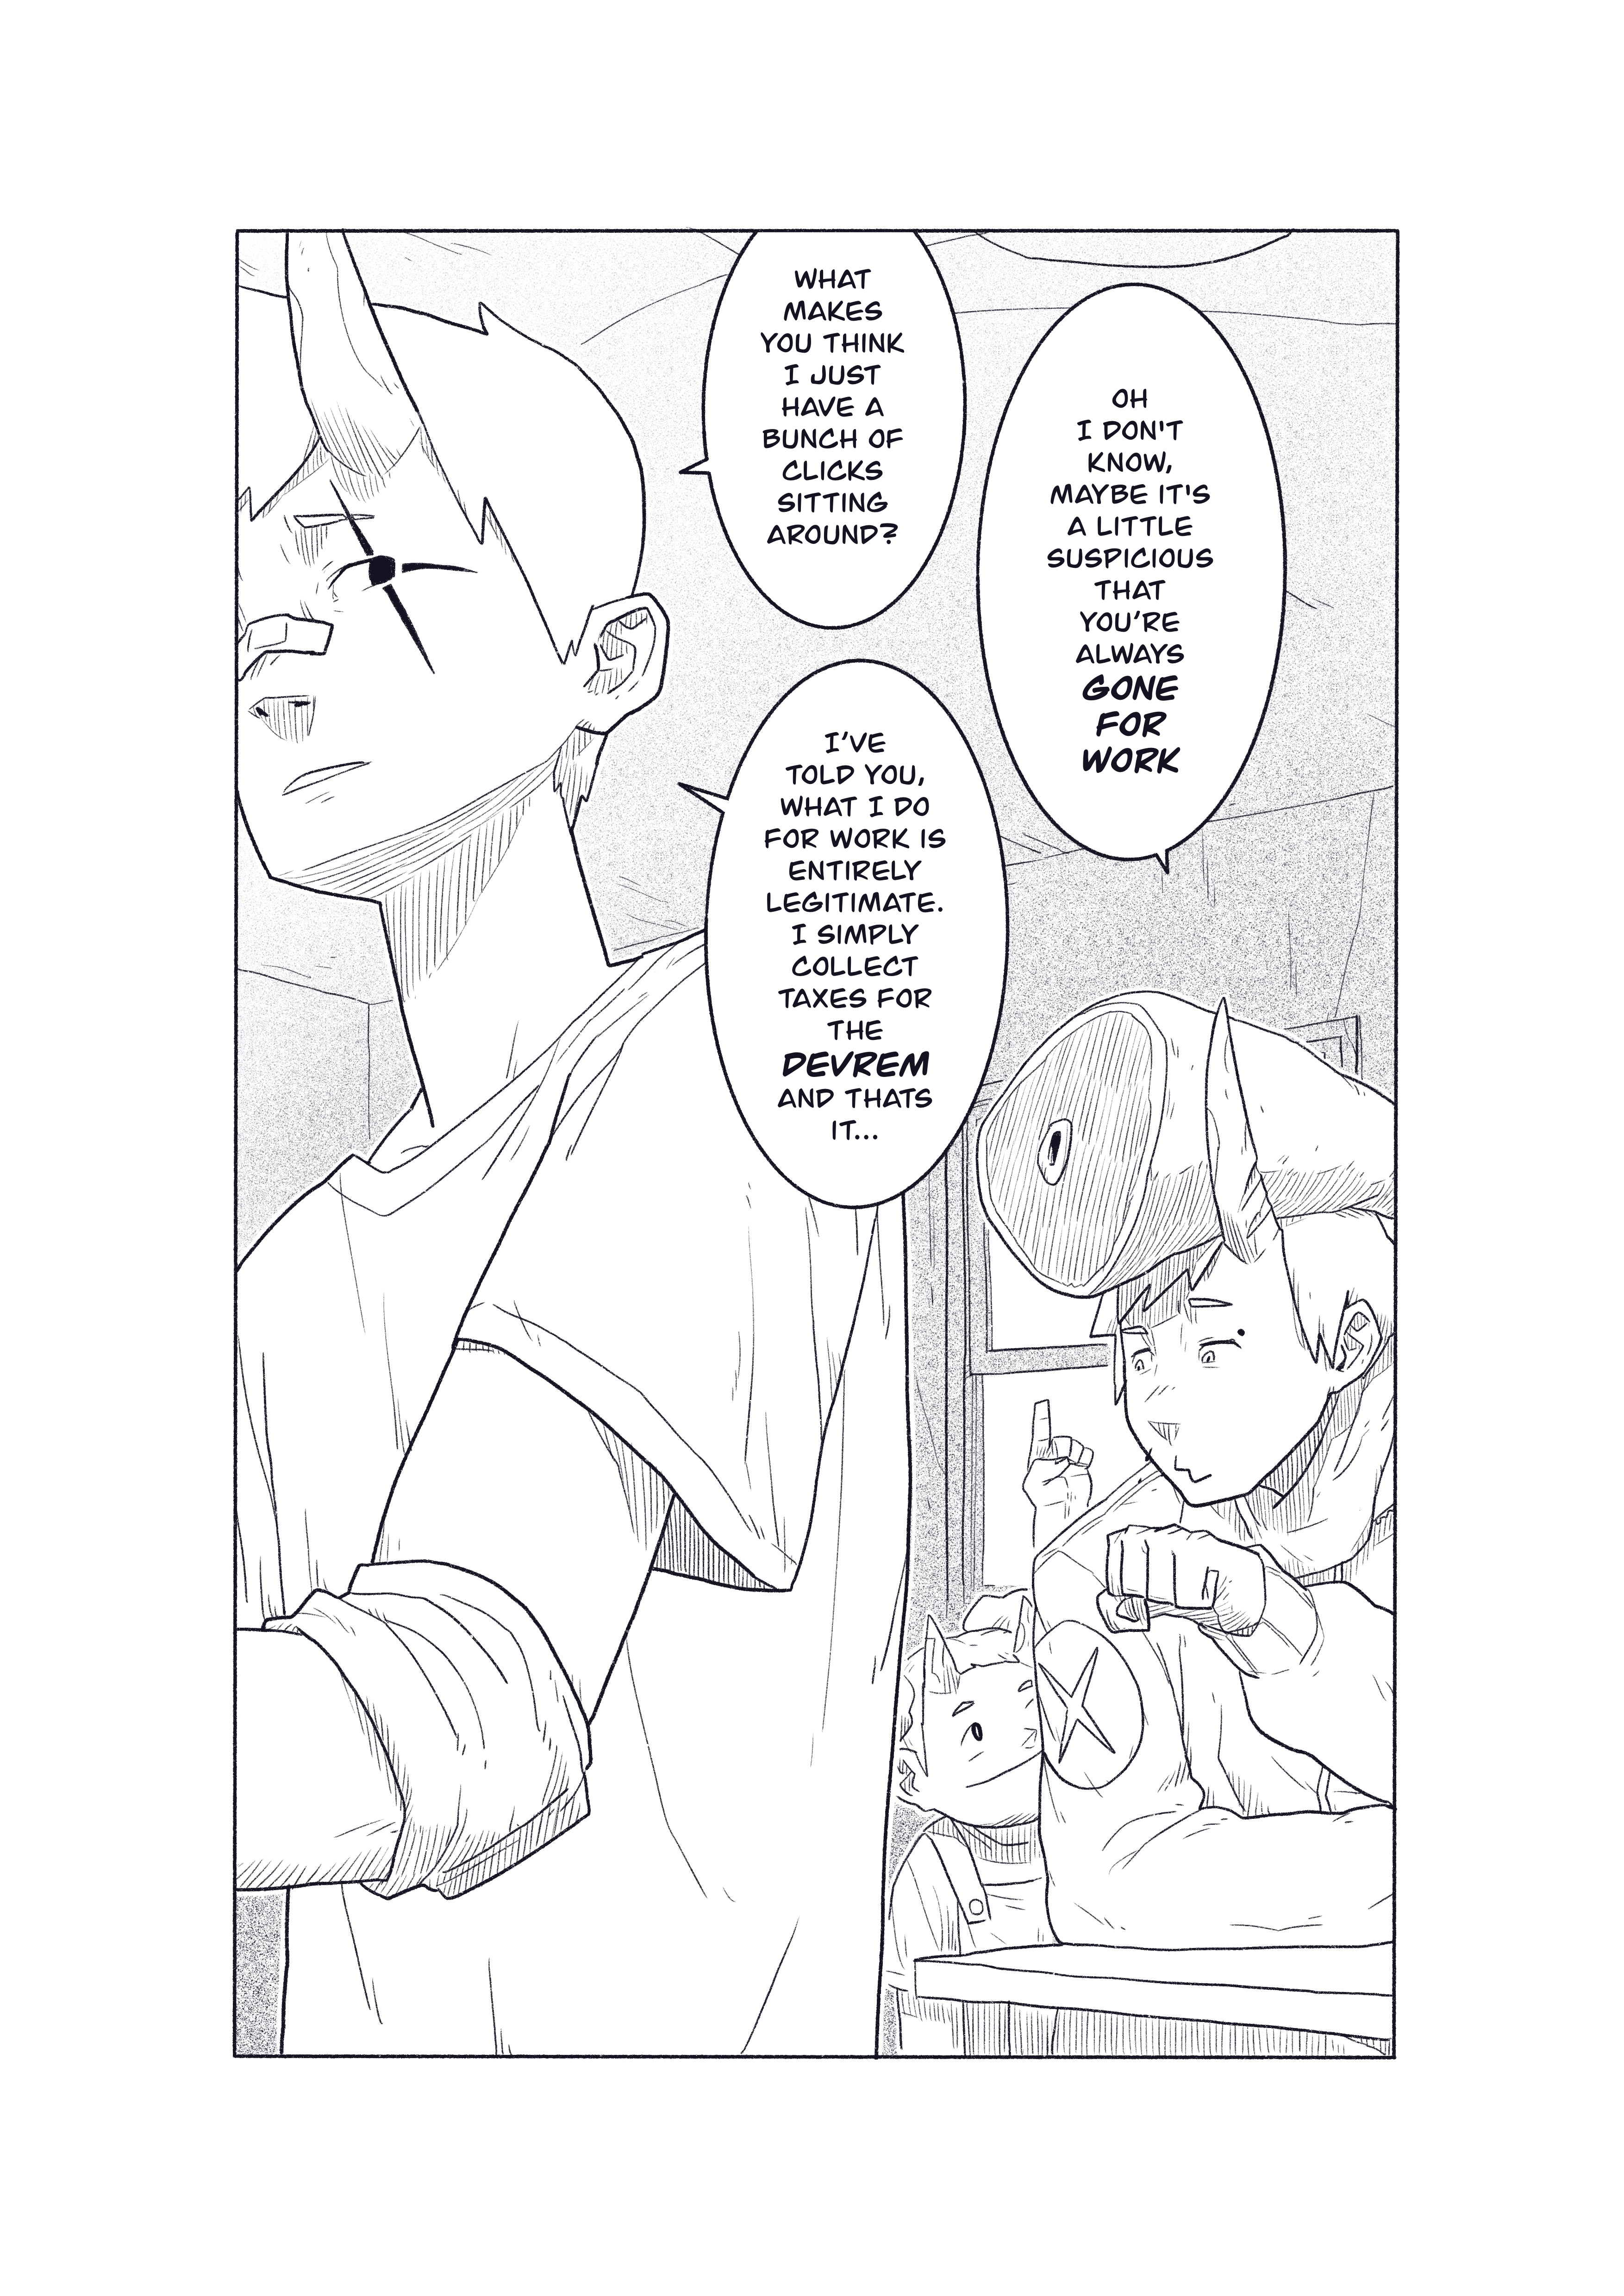 WHAT
MAKES
YOU THINK
I JUST
HAVE A
BUNCH OF
CLICKS
SITTING
AROUND?
OH
I DON'T
KNOW,
MAYBE IT'S
A LITTLE
SUSPICIOUS
THAT
YOU'RE
ALWAYS
GONE
FOR
WORK
I'VE
TOLD YOU,
WHAT I DO
FOR WORK IS
ENTIRELY
LEGITIMATE.
I SIMPLY
COLLECT
TAXES FOR
THE
DEVREM
AND THATS
IT...